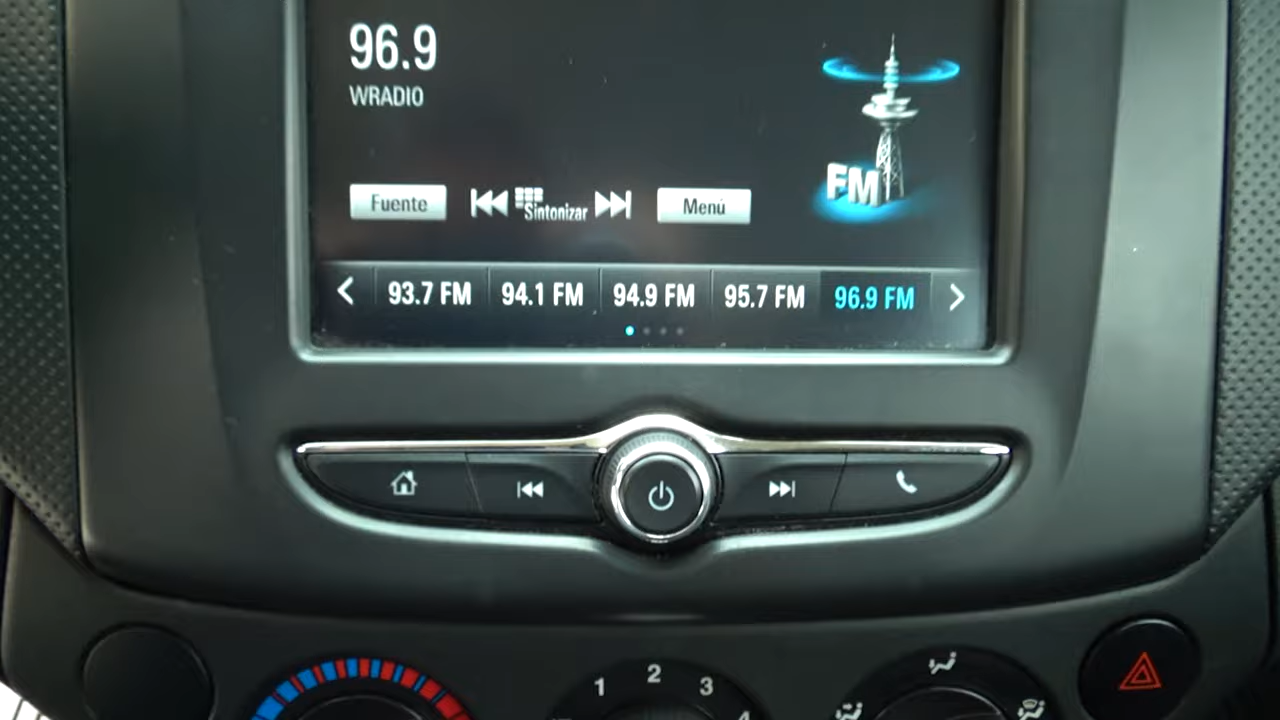 96.9
WRADIO
FM
Fuente
Sintonizar
Menú
93.7 FM
94.1 FM
94.9 FM
95.7 FM
96.9 FM
1
2
3
4